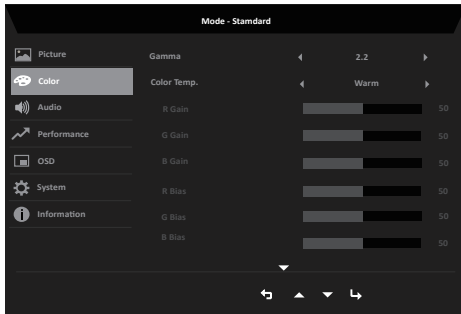 Mode - Stamdard
Picture
Gamma 2.2
Color
Color Temp. Warm
Audio
R Gain 50
Performance
G Gain 50
OSD
B Gain 50
System
R Bias 50
Information
G Bias 50
B Bias 50